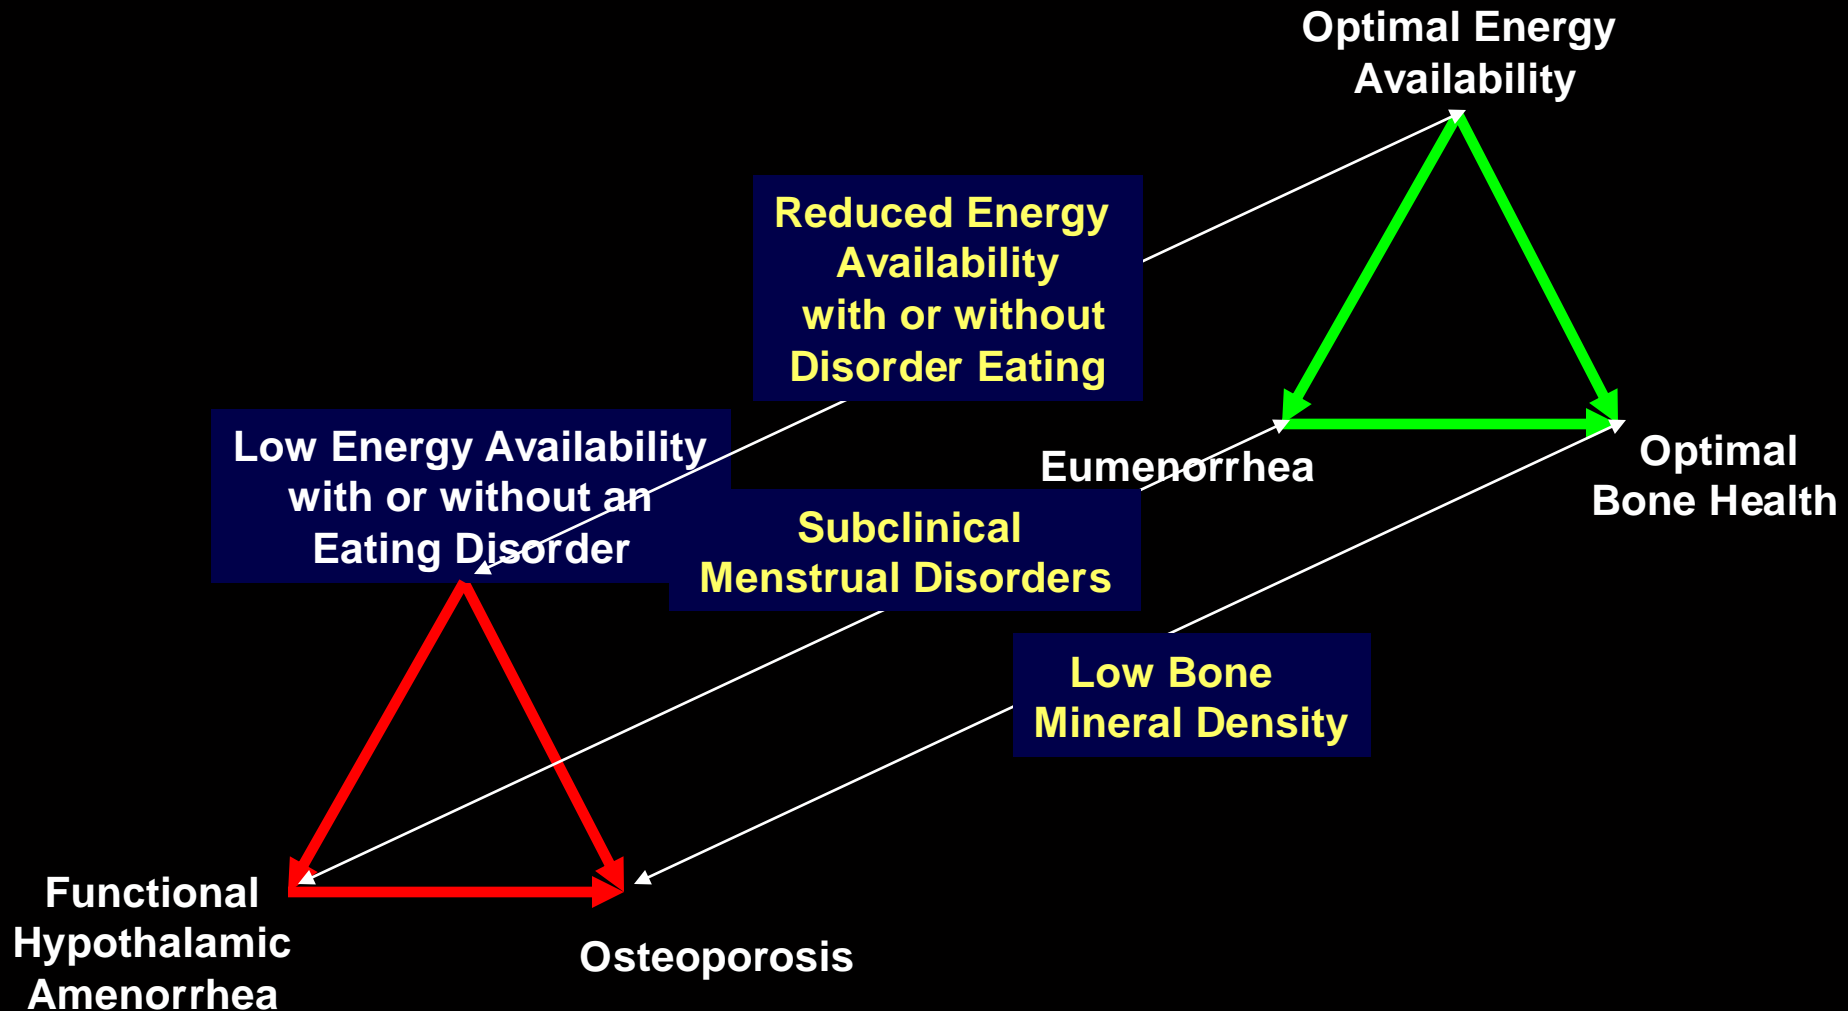 Optimal Energy
Availability
Reduced Energy
Availability
with or without
Disorder Eating
Low Energy Availability
with or without an
Eating Disorder
Eumenorrhea
Optimal
Bone Health
Subclinical
Menstrual Disorders
Low Bone
Mineral Density
Functional
Hypothalamic
Amenorrhea
Osteoporosis